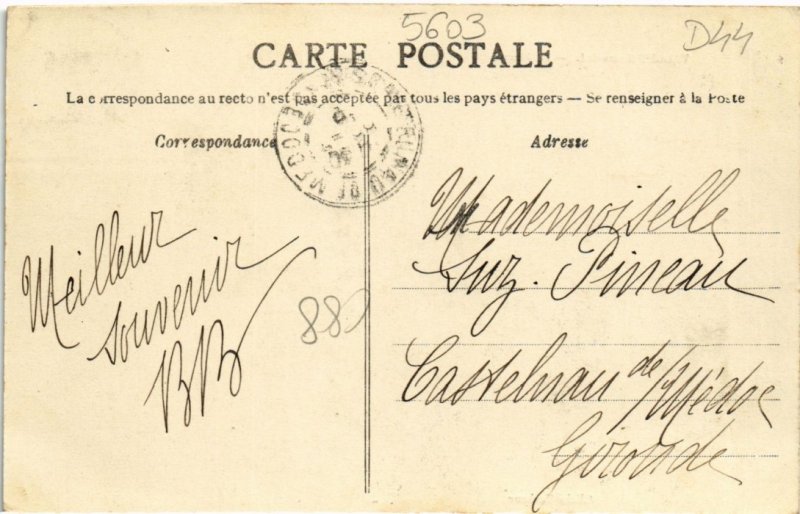 5603
D44
CARTE POSTALE
La correspondance au recto n'est pas acceptée par tous les pays étrangers — Se renseigner à la Poste
Correspondance
Adresse
Meilleur
souvenir
BB
880
Mademoiselle
Suz. Pineau
Castelnau de/Médoc
Gironde